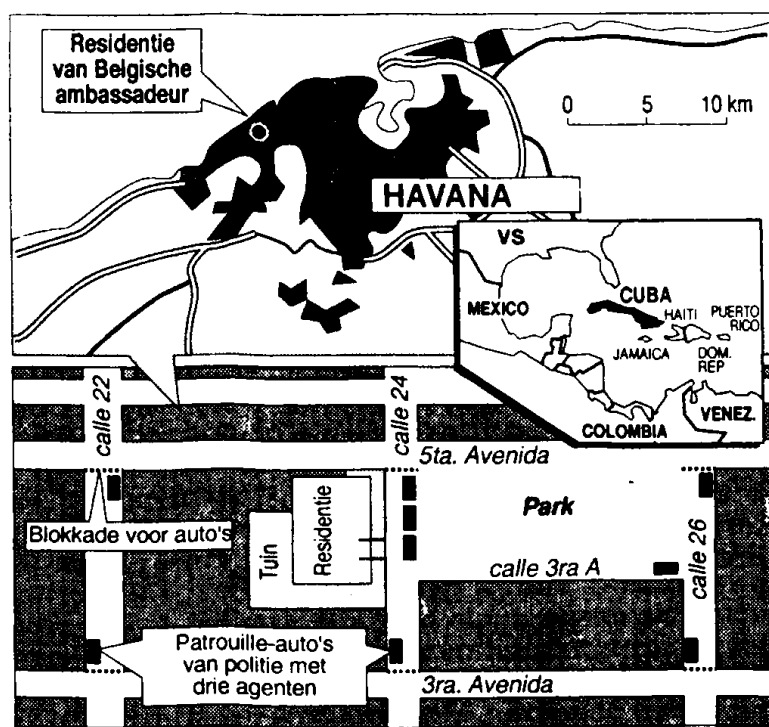 Residentie
van Belgische
ambassadeur
0 5 10 km
HAVANA
VS
MEXICO
CUBA
HAITI
PUERTO
RICO
JAMAICA
DOM.
REP
VENEZ.
COLOMBIA
calle 22
calle 24
5ta. Avenida
Blokkade voor auto's
Tuin
Residentie
Park
calle 26
calle 3ra A
Patrouille-auto's
van politie met
drie agenten
3ra. Avenida